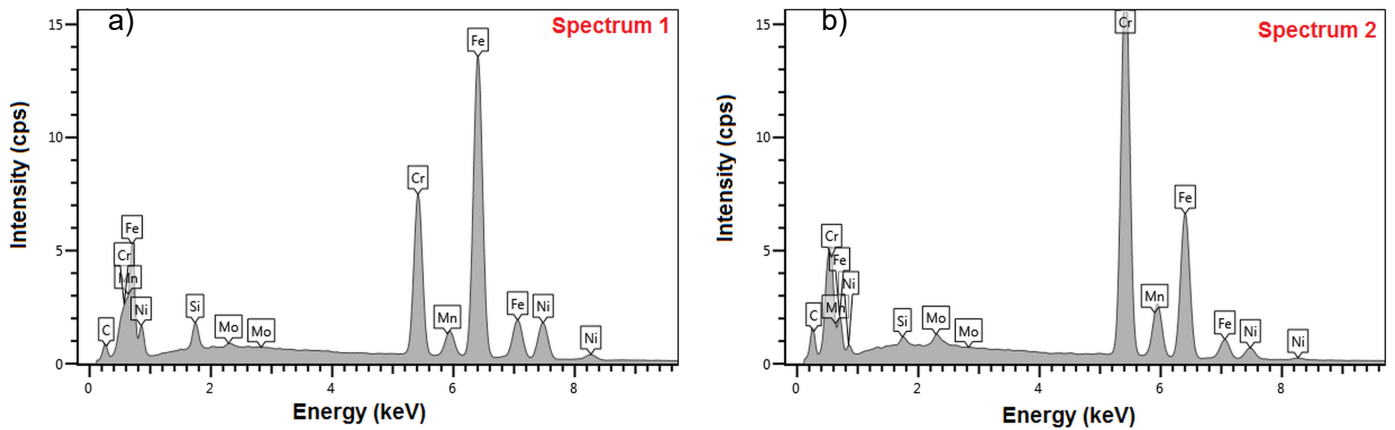 a)
Spectrum 1
Intensity (cps)
15
10
5
0
Fe
Cr
Fe
Cr
Mn
Ni
C
Si
Mo
Mo
Mn
Fe
Ni
Ni
0 2 4 6 8
Energy (keV)
b)
Spectrum 2
Intensity (cps)
15
10
5
0
Cr
Fe
Cr
Fe
Ni
Mn
C
Si
Mo
Mo
Mn
Fe
Ni
Ni
0 2 4 6 8
Energy (keV)